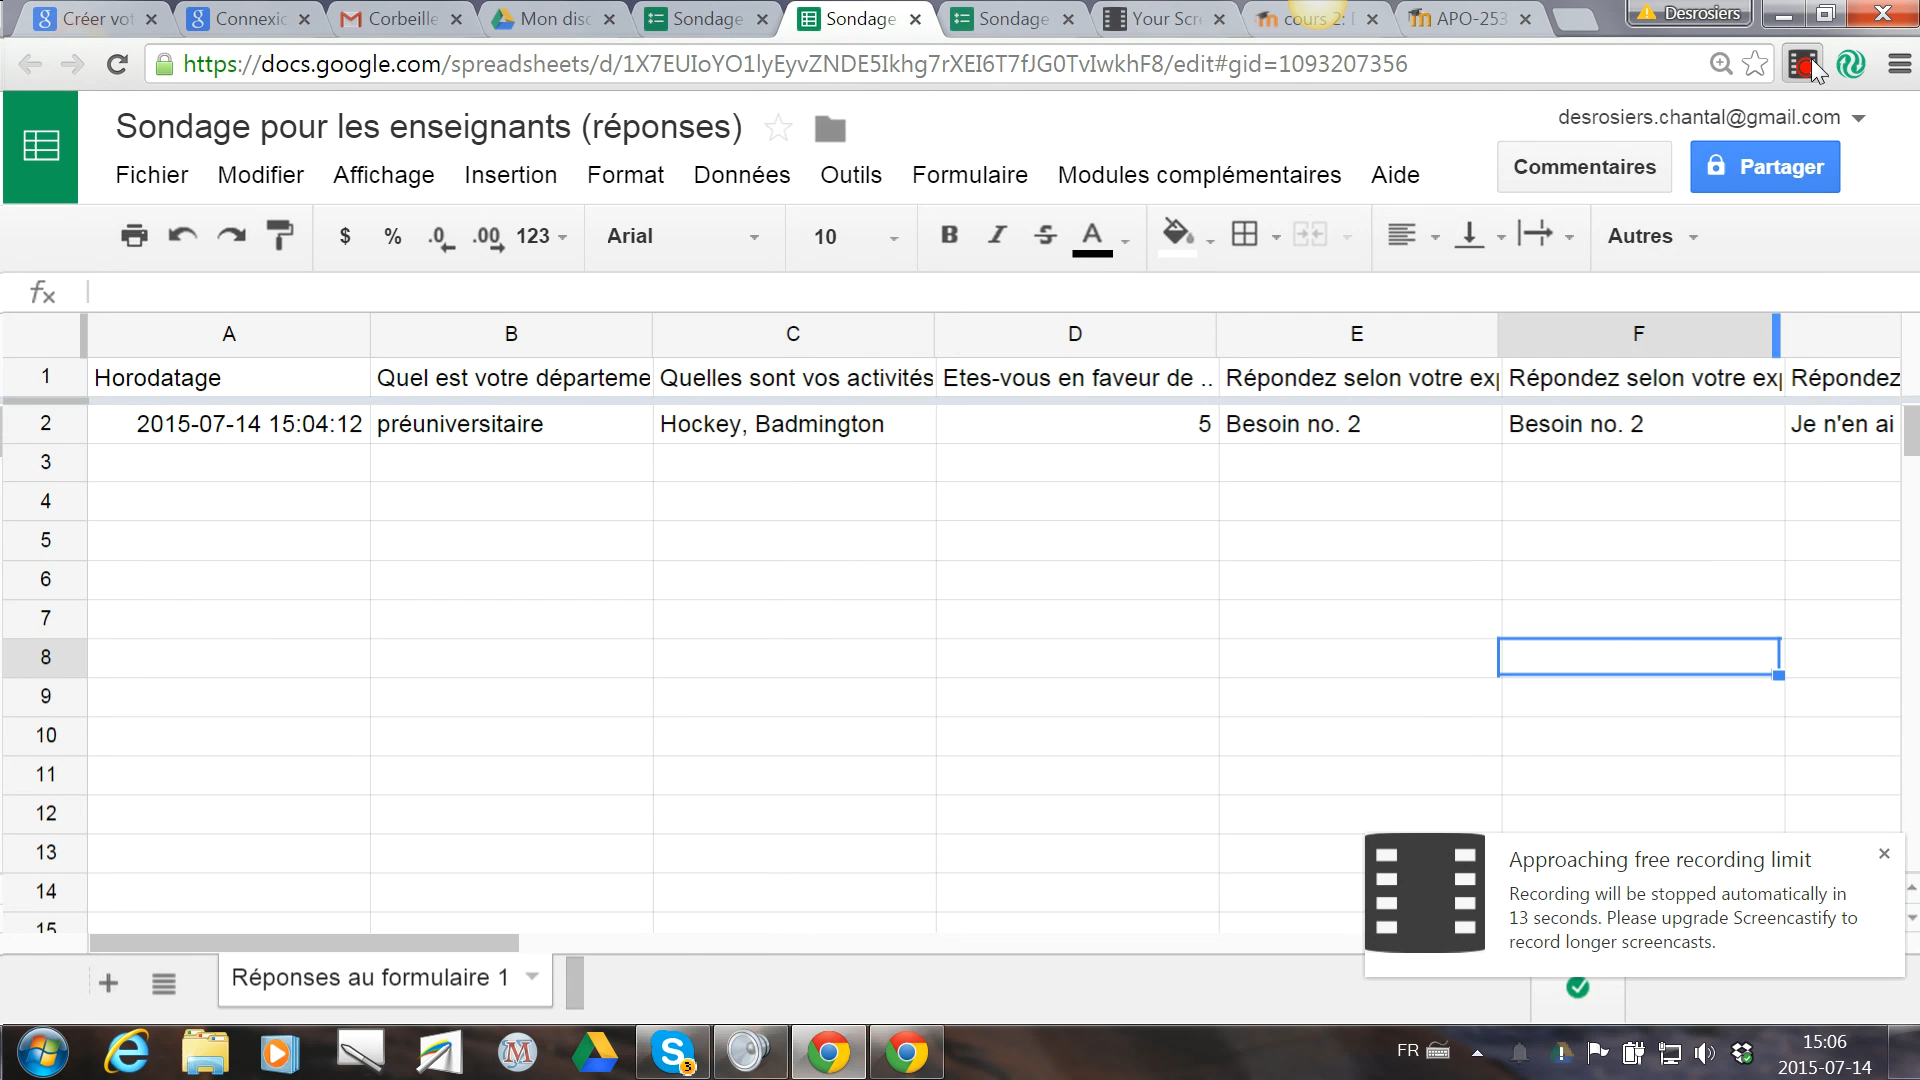 Créer vot
Connexio
Corbeille
Mon disc
Sondage
Sondage
Sondage
Your Scr
cours 2:
APO-253
Desrosiers
https://docs.google.com/spreadsheets/d/1X7EUIoYO1lyEyvZNDE5Ikhg7rXEI6T7fJG0TvIwkhF8/edit#gid=1093207356
Sondage pour les enseignants (réponses)
desrosiers.chantal@gmail.com
Fichier Modifier Affichage Insertion Format Données Outils Formulaire Modules complémentaires Aide
Commentaires
Partager
$ % .0 .00 123 Arial 10 B I S A Autres
fx
A B C D E F
1 Horodatage Quel est votre départeme Quelles sont vos activités Etes-vous en faveur de .. Répondez selon votre exp Répondez selon votre exp Répondez
2 2015-07-14 15:04:12 préuniversitaire Hockey, Badmington 5 Besoin no. 2 Besoin no. 2 Je n'en ai
3
4
5
6
7
8
9
10
11
12
13
14
15
Approaching free recording limit
Recording will be stopped automatically in
13 seconds. Please upgrade Screencastify to
record longer screencasts.
Réponses au formulaire 1
FR
15:06
2015-07-14